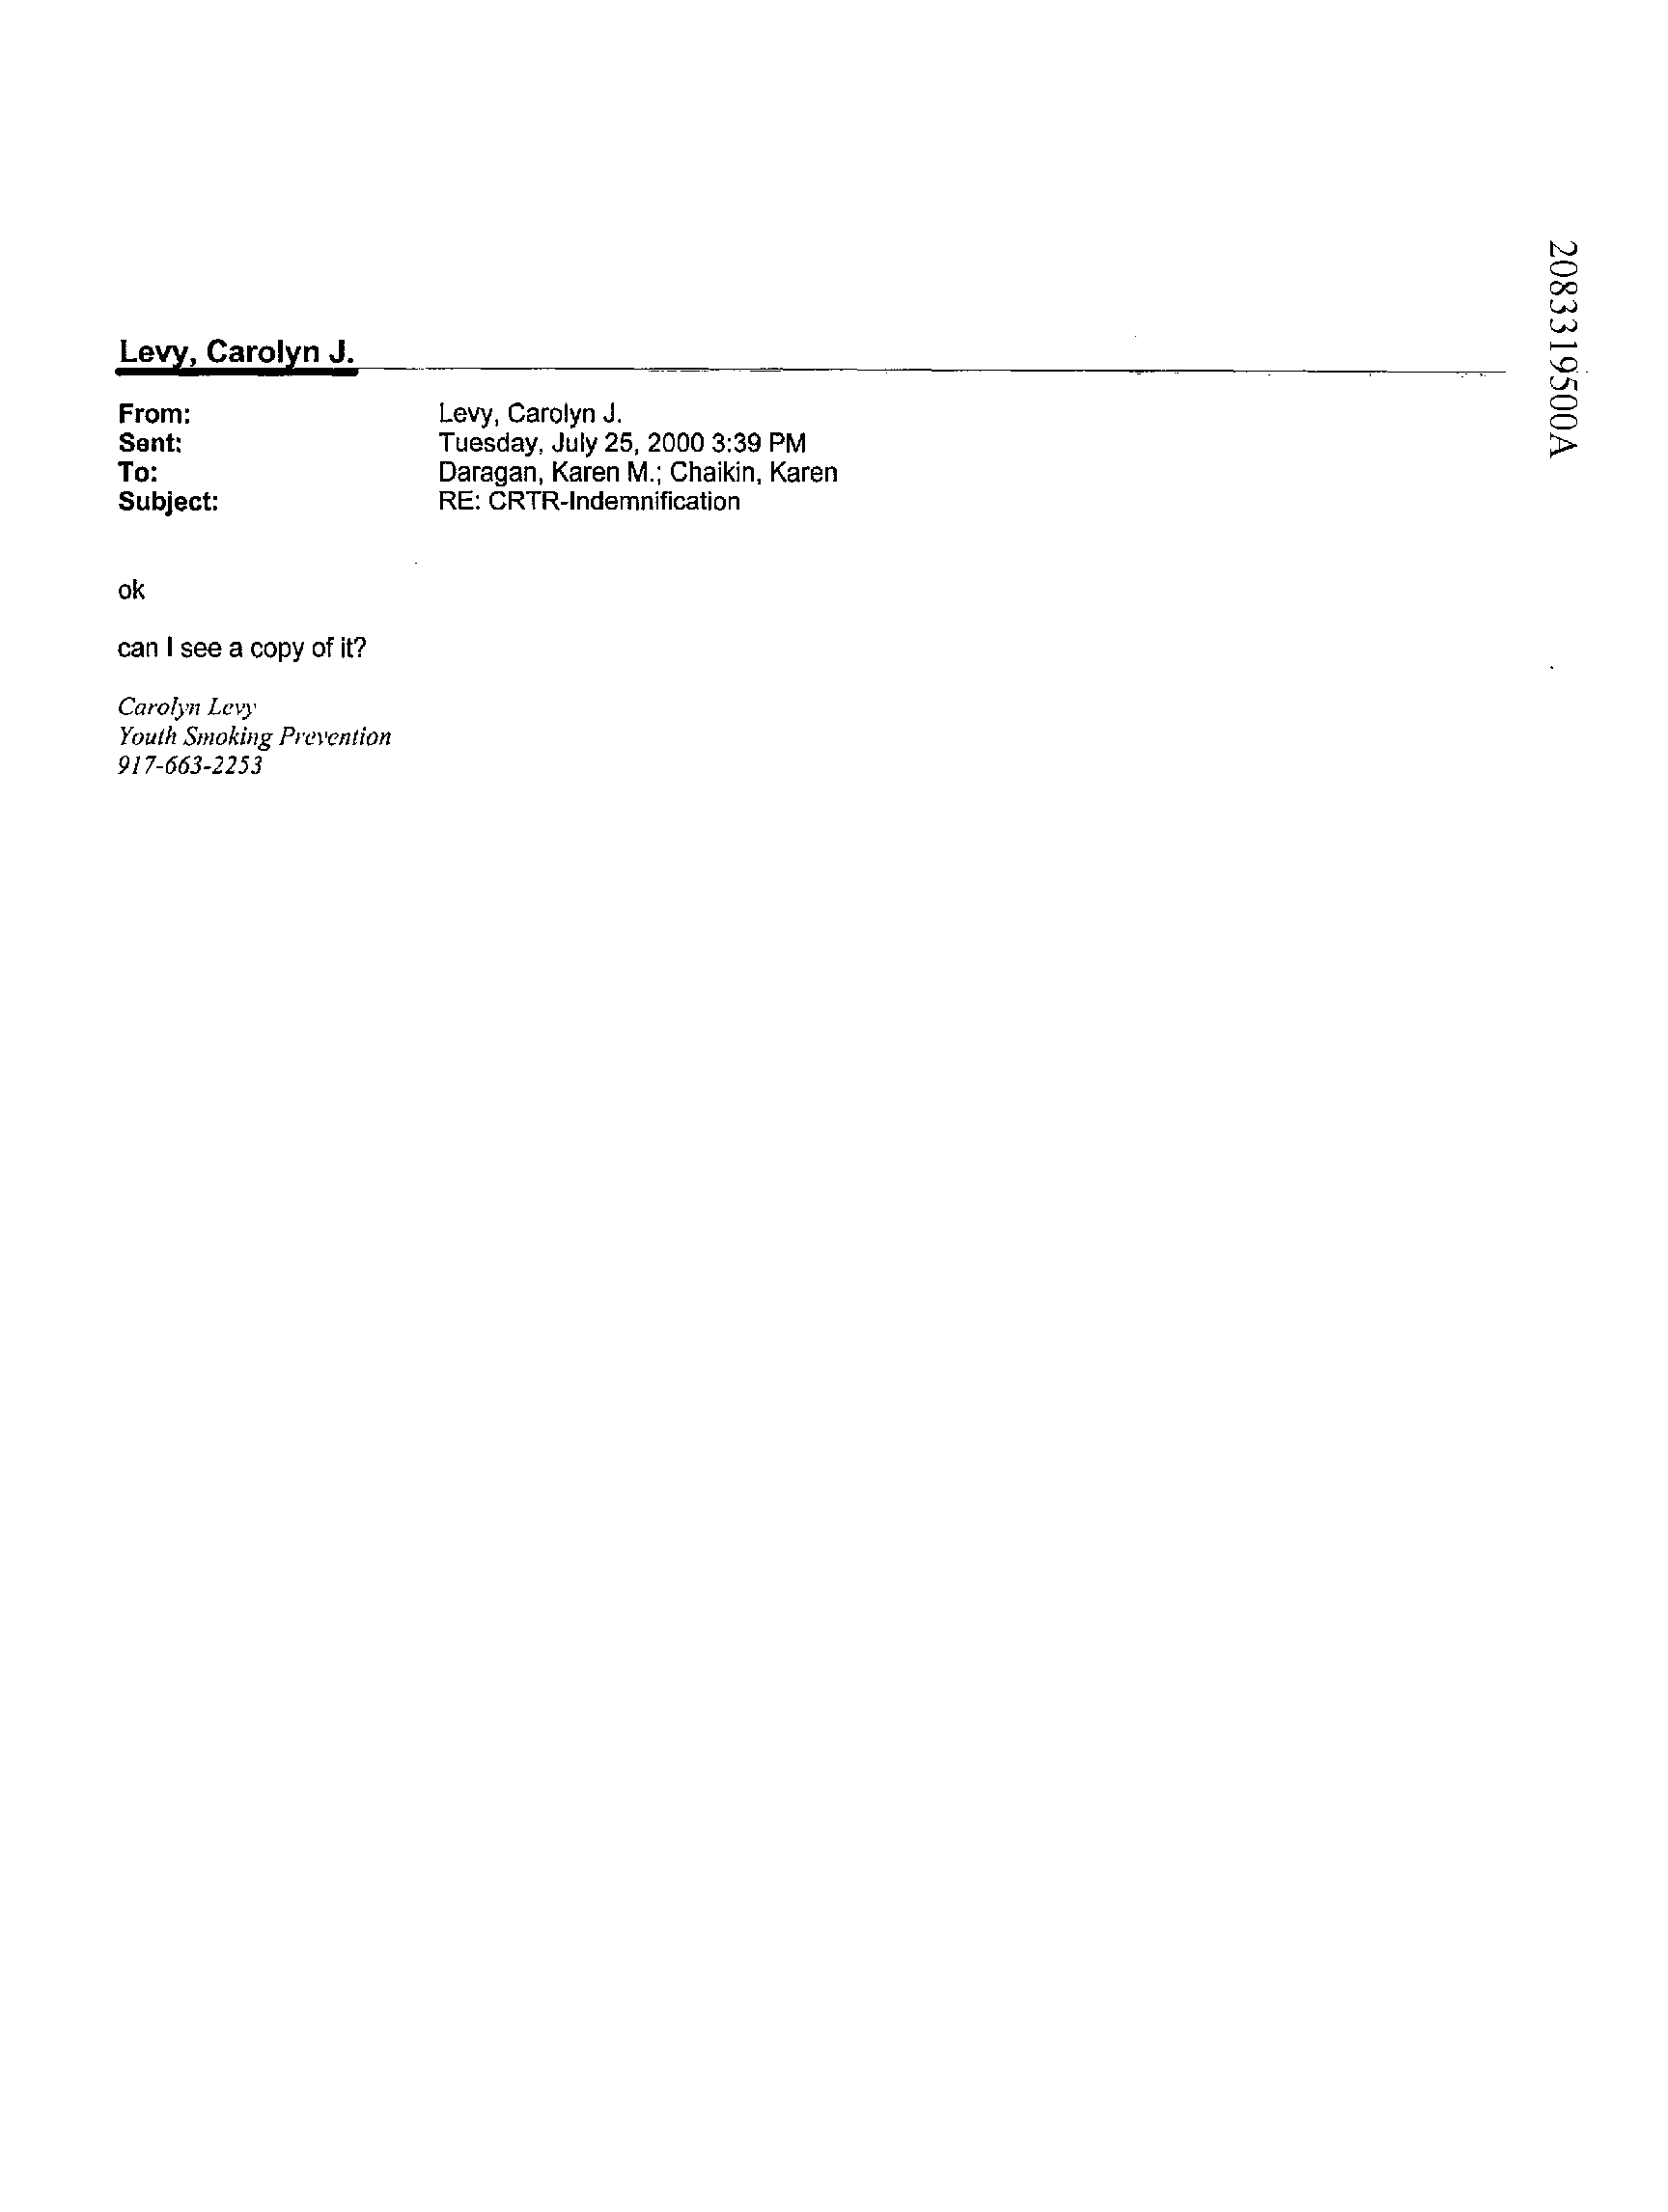 2083319500A
Levy, Carolyn J.
From: Levy, Carolyn J.
Sent: Tuesday, July 25, 2000 3:39 PM
To: Daragan, Karen M.; Chaikin, Karen
Subject: RE: CRTR-Indemnification
ok
can I see a copy of it?
Carolyn Levy
Youth Smoking Prevention
917-663-2253